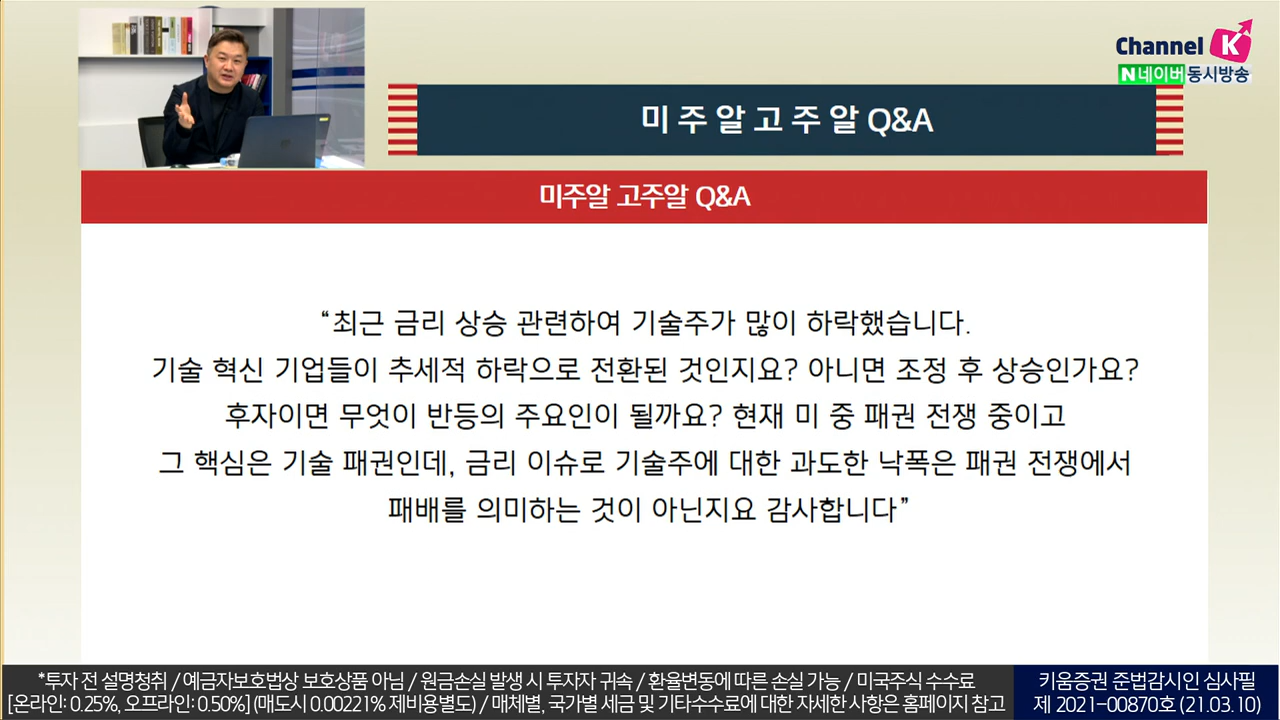 Channel K
N네이버 동시방송
미 주 알 고 주 알 Q&A
미주알 고주알 Q&A
“최근 금리 상승 관련하여 기술주가 많이 하락했습니다.
기술 혁신 기업들이 추세적 하락으로 전환된 것인지요? 아니면 조정 후 상승인가요?
후자이면 무엇이 반등의 주요인이 될까요? 현재 미 중 패권 전쟁 중이고
그 핵심은 기술 패권인데, 금리 이슈로 기술주에 대한 과도한 낙폭은 패권 전쟁에서
패배를 의미하는 것이 아닌지요 감사합니다”
*투자 전 설명청취 / 예금자보호법상 보호상품 아님 / 원금손실 발생 시 투자자 귀속 / 환율변동에 따른 손실 가능 / 미국주식 수수료
[온라인: 0.25%, 오프라인: 0.50%] (매도시 0.00221% 제비용별도) / 매체별, 국가별 세금 및 기타수수료에 대한 자세한 사항은 홈페이지 참고
키움증권 준법감시인 심사필
제 2021-00870호 (21.03.10)